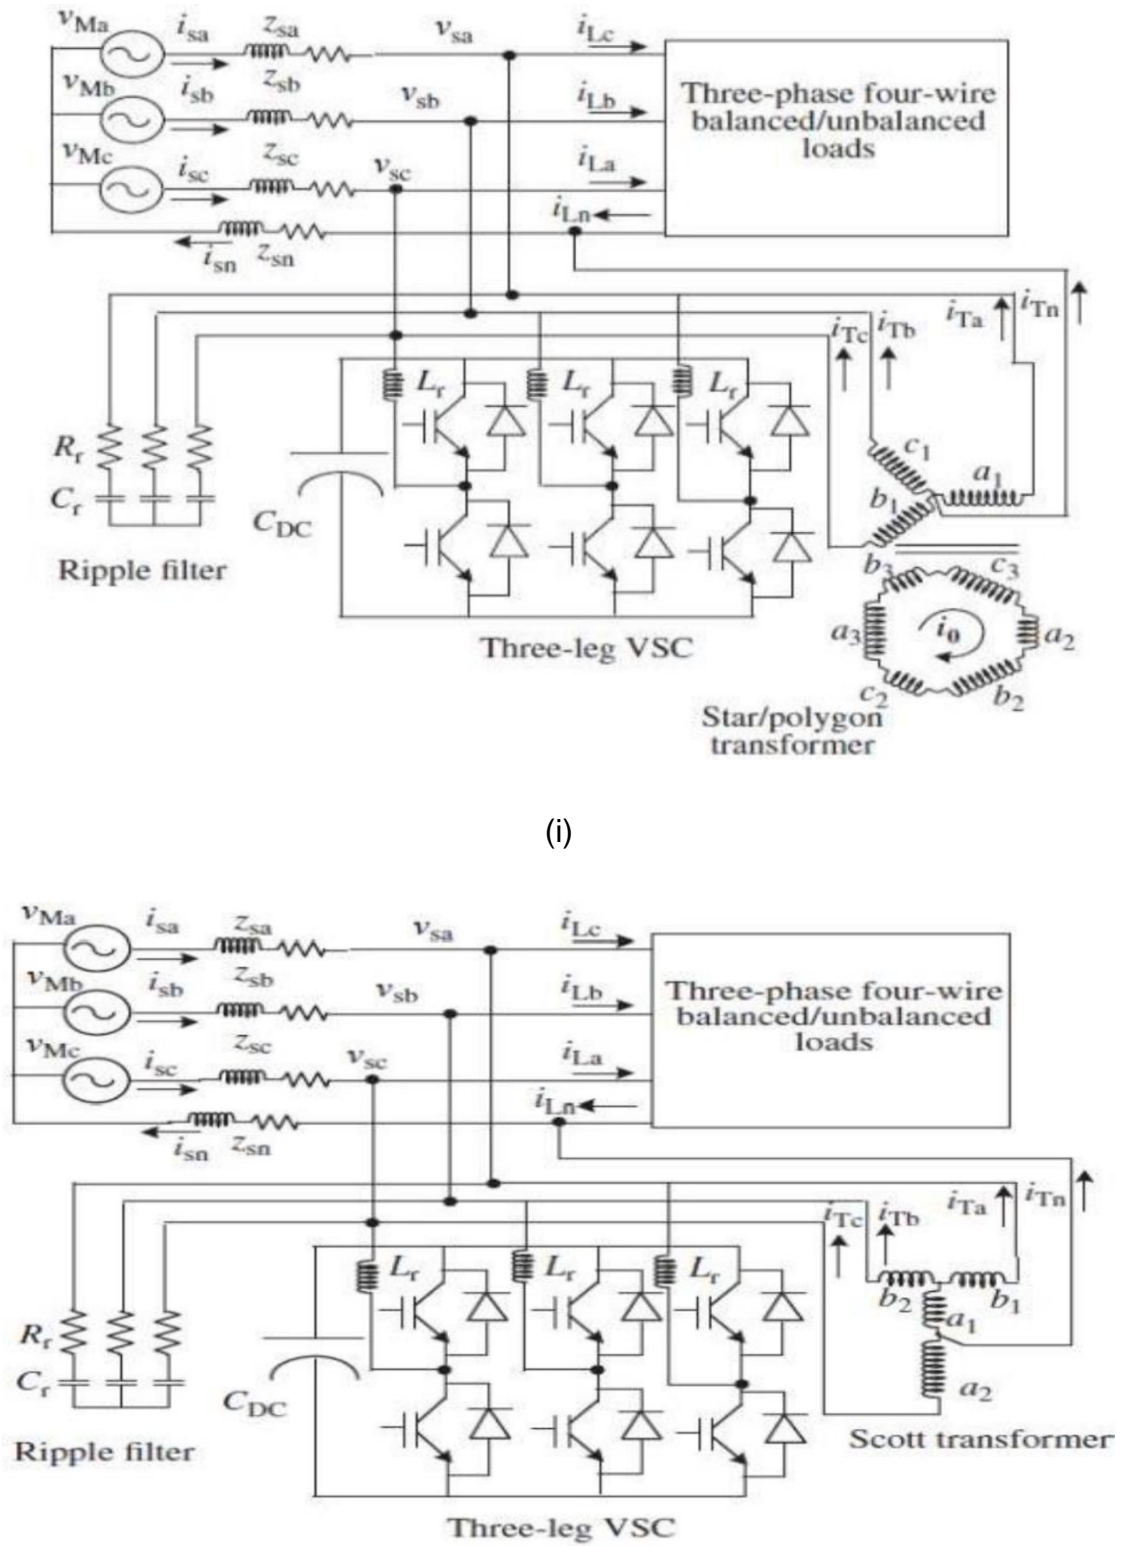 vMa isa zsa vsa iLc
vMb isb zsb vsb iLb
vMc isc zsc vsc iLa
Three-phase four-wire
balanced/unbalanced
loads
iLn
isn zsn
iTc iTb iTa iTn
Lr Lr Lr
Rr
Cr
CDC
Ripple filter
Three-leg VSC
c1
a1
b1
b3 c3
a3 i0 a2
c2 b2
Star/polygon
transformer
(i)
vMa isa zsa vsa iLc
vMb isb zsb vsb iLb
vMc isc zsc vsc iLa
Three-phase four-wire
balanced/unbalanced
loads
iLn
isn zsn
iTc iTb iTa iTn
Lr Lr Lr
b2 b1
a1
a2
Rr
Cr
CDC
Ripple filter
Scott transformer
Three-leg VSC